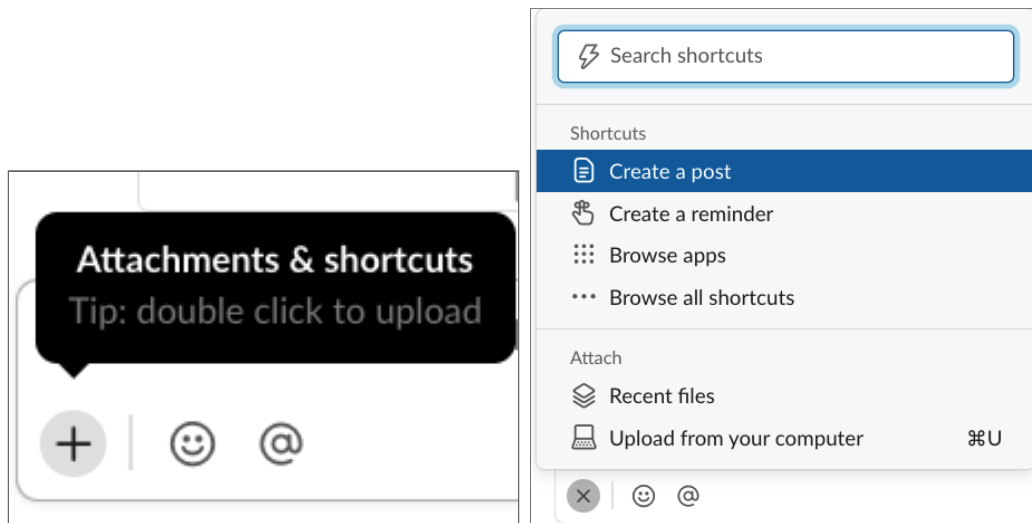 Attachments & shortcuts
Tip: double click to upload
@
Search shortcuts
Shortcuts
Create a post
Create a reminder
Browse apps
Browse all shortcuts
Attach
Recent files
Upload from your computer ⌘U
@